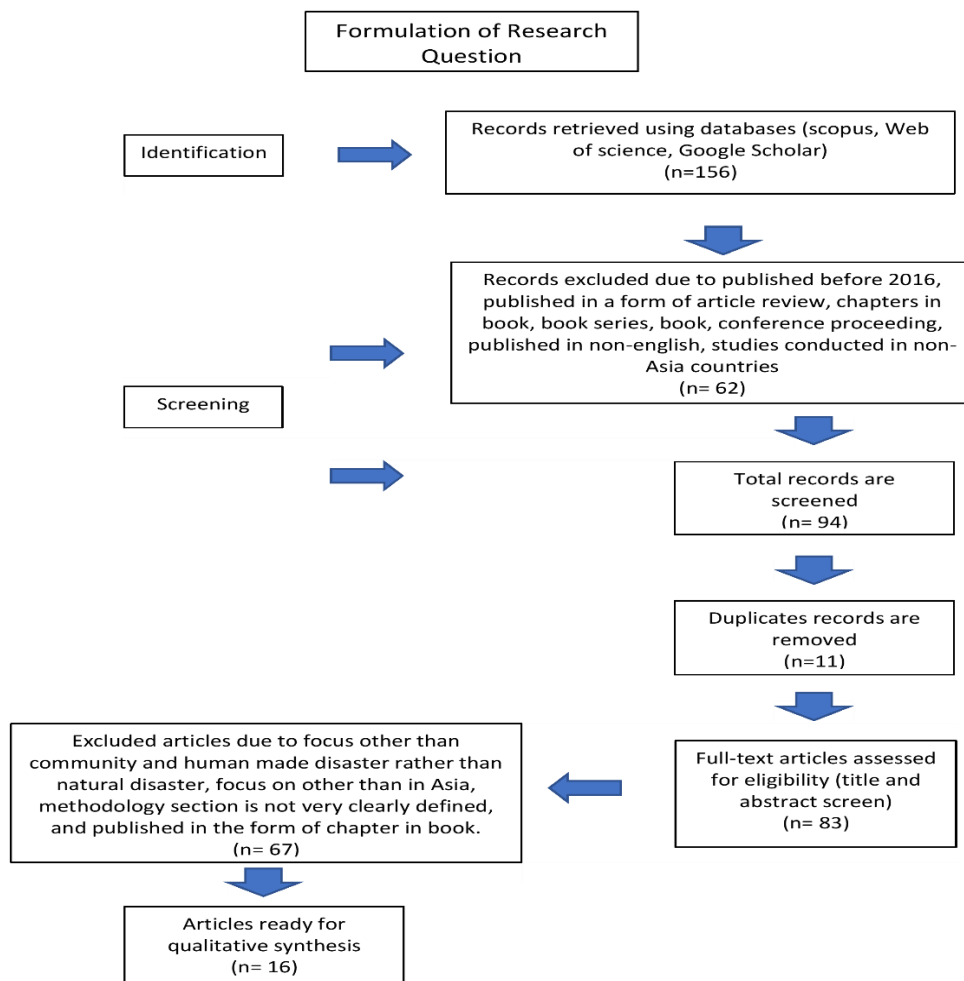 Formulation of Research
Question
Identification
Records retrieved using databases (scopus, Web
of science, Google Scholar)
(n=156)
Records excluded due to published before 2016,
published in a form of article review, chapters in
book, book series, book, conference proceeding,
published in non-english, studies conducted in non-
Asia countries
(n= 62)
Screening
Total records are
screened
(n= 94)
Duplicates records are
removed
(n=11)
Excluded articles due to focus other than
community and human made disaster rather than
natural disaster, focus on other than in Asia,
methodology section is not very clearly defined,
and published in the form of chapter in book.
(n= 67)
Full-text articles assessed
for eligibility (title and
abstract screen)
(n= 83)
Articles ready for
qualitative synthesis
(n= 16)